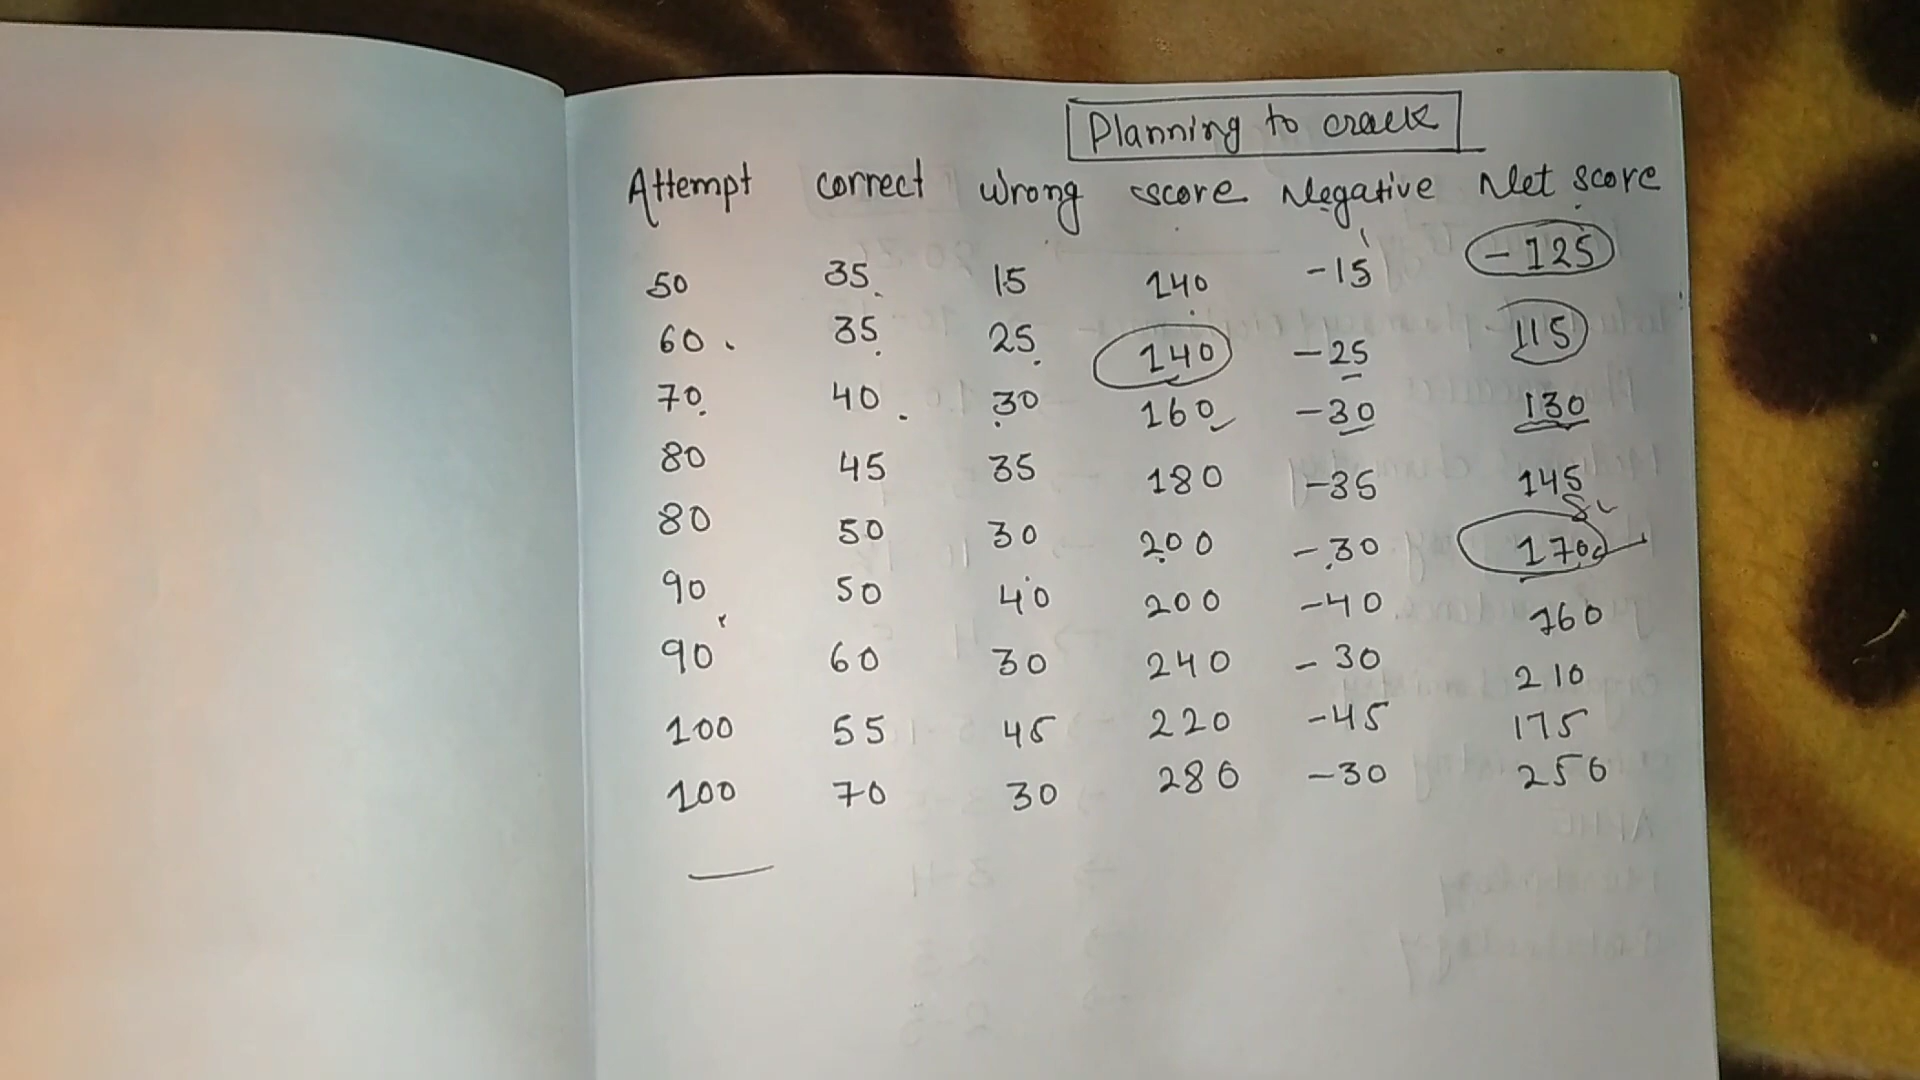 Planning to crack
Attempt correct wrong score Negative Net score
50 35 15 140 -15 - 125
60 35 25 140 -25 115
70 40 30 160 -30 130
80 45 35 180 -35 145
80 50 30 200 -30 170
90 50 40 200 -40 160
90 60 30 240 -30 210
100 55 45 220 -45 175
100 70 30 280 -30 250